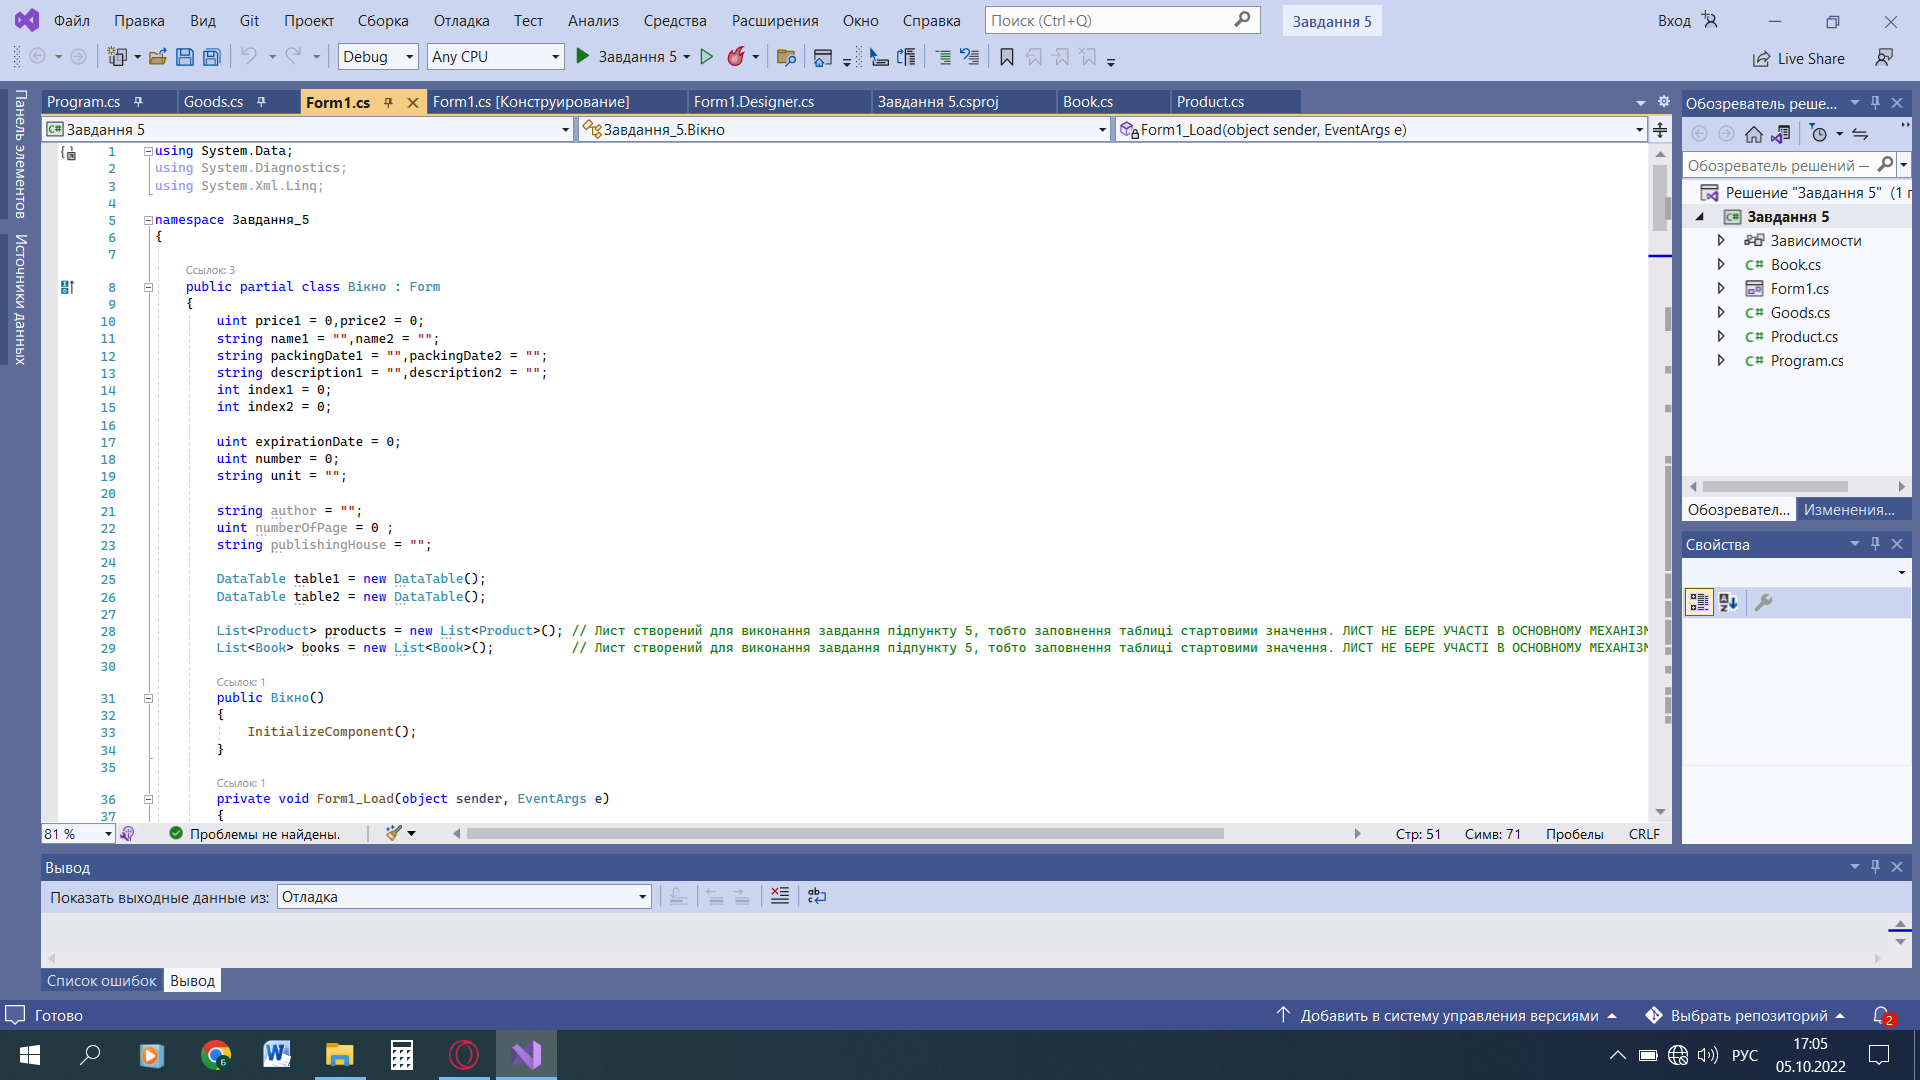 Файл Правка Вид Git Проект Сборка Отладка Тест Анализ Средства Расширения Окно Справка Поиск (Ctrl+Q) Завдання 5 Вход
Debug Any CPU Завдання 5 Live Share
Панель элементов
Источники данных
Program.cs Goods.cs Form1.cs Form1.cs [Конструирование] Form1.Designer.cs Завдання 5.csproj Book.cs Product.cs
Завдання 5 Завдання_5.Вікно Form1_Load(object sender, EventArgs e)
1 using System.Data;
2 using System.Diagnostics;
3 using System.Xml.Linq;
4
5 namespace Завдання_5
6 {
7
Ссылок: 3
8 public partial class Вікно : Form
9 {
10 uint price1 = 0,price2 = 0;
11 string name1 = "",name2 = "";
12 string packingDate1 = "",packingDate2 = "";
13 string description1 = "",description2 = "";
14 int index1 = 0;
15 int index2 = 0;
16
17 uint expirationDate = 0;
18 uint number = 0;
19 string unit = "";
20
21 string author = "";
22 uint numberOfPage = 0 ;
23 string publishingHouse = "";
24
25 DataTable table1 = new DataTable();
26 DataTable table2 = new DataTable();
27
28 List<Product> products = new List<Product>(); // Лист створений для виконання завдання підпункту 5, тобто заповнення таблиці стартовими значення. ЛИСТ НЕ БЕРЕ УЧАСТІ В ОСНОВНОМУ МЕХАНІЗМ
29 List<Book> books = new List<Book>(); // Лист створений для виконання завдання підпункту 5, тобто заповнення таблиці стартовими значення. ЛИСТ НЕ БЕРЕ УЧАСТІ В ОСНОВНОМУ МЕХАНІЗМ
30
Ссылок: 1
31 public Вікно()
32 {
33 InitializeComponent();
34 }
35
Ссылок: 1
36 private void Form1_Load(object sender, EventArgs e)
37 {
81 % Проблемы не найдены. Стр: 51 Симв: 71 Пробелы CRLF
Обозреватель реше...
Обозреватель решений —
Решение "Завдання 5" (1 г
Завдання 5
Зависимости
C# Book.cs
Form1.cs
C# Goods.cs
C# Product.cs
C# Program.cs
Обозревател... Изменения...
Свойства
Вывод
Показать выходные данные из: Отладка
Список ошибок Вывод
Готово Добавить в систему управления версиями Выбрать репозиторий 2
РУС 17:05
05.10.2022